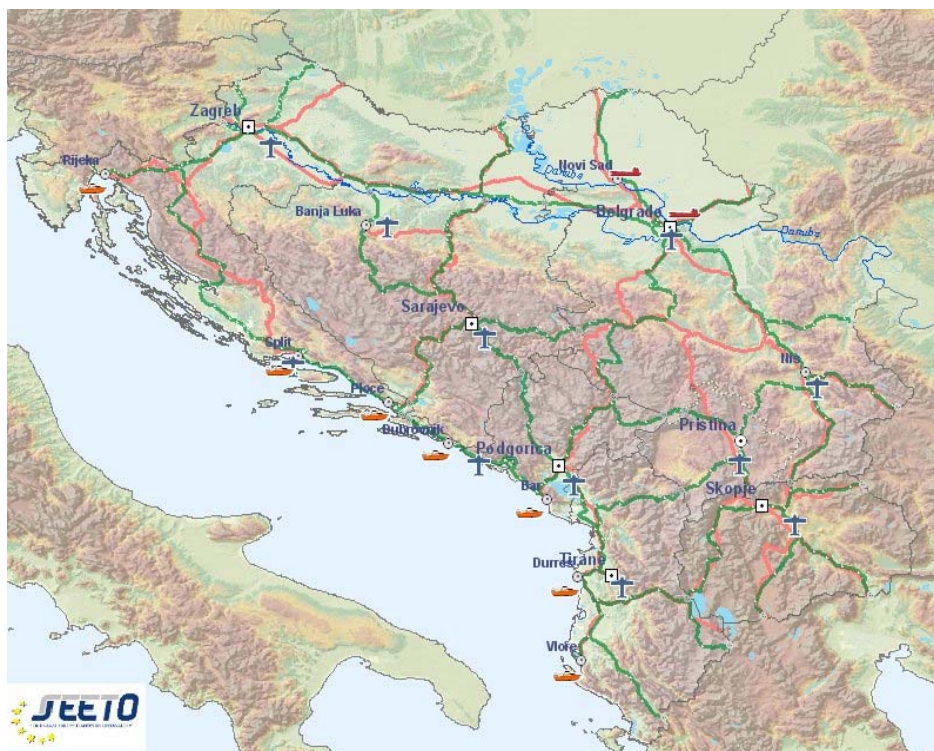 Zagreb
Rijeka
Novi Sad
Danube
Banja Luka
Belgrade
Danube
Sarajevo
Split
Nis
Ploce
Dubrovnik
Pristina
Podgorica
Bar
Skopje
Tirane
Durres
Vlore
SEETO